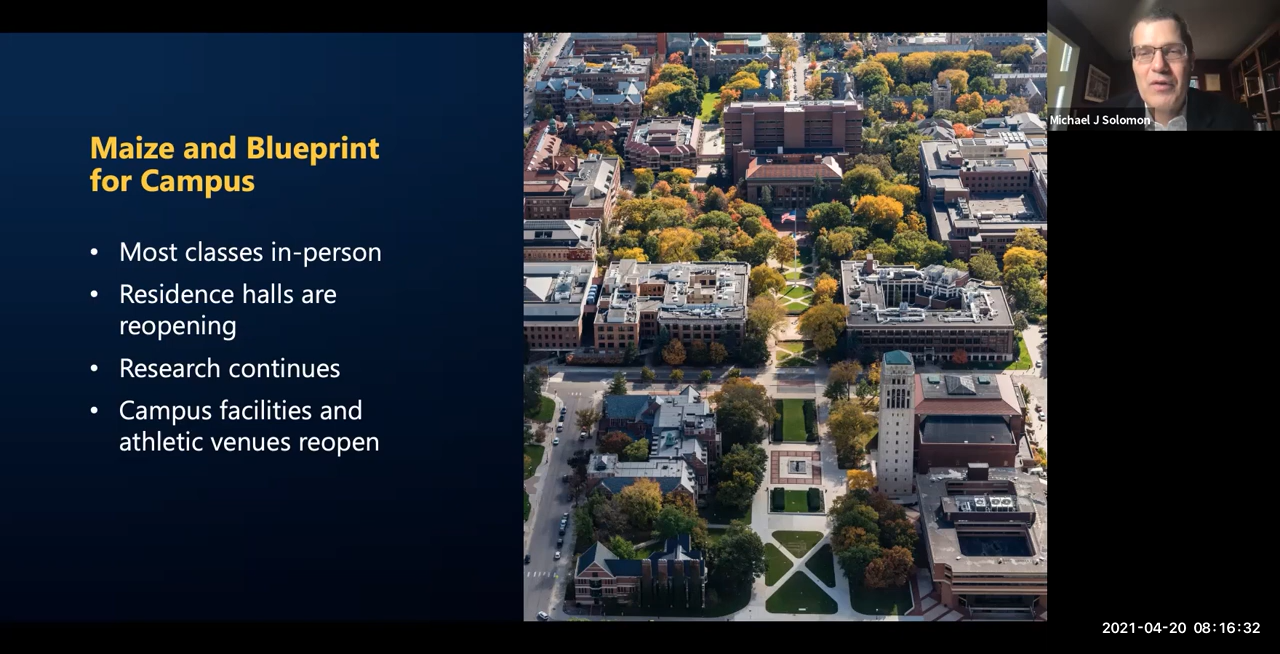 Maize and Blueprint
for Campus
• Most classes in-person
• Residence halls are
reopening
• Research continues
• Campus facilities and
athletic venues reopen
Michael J Solomon
2021-04-20 08:16:32